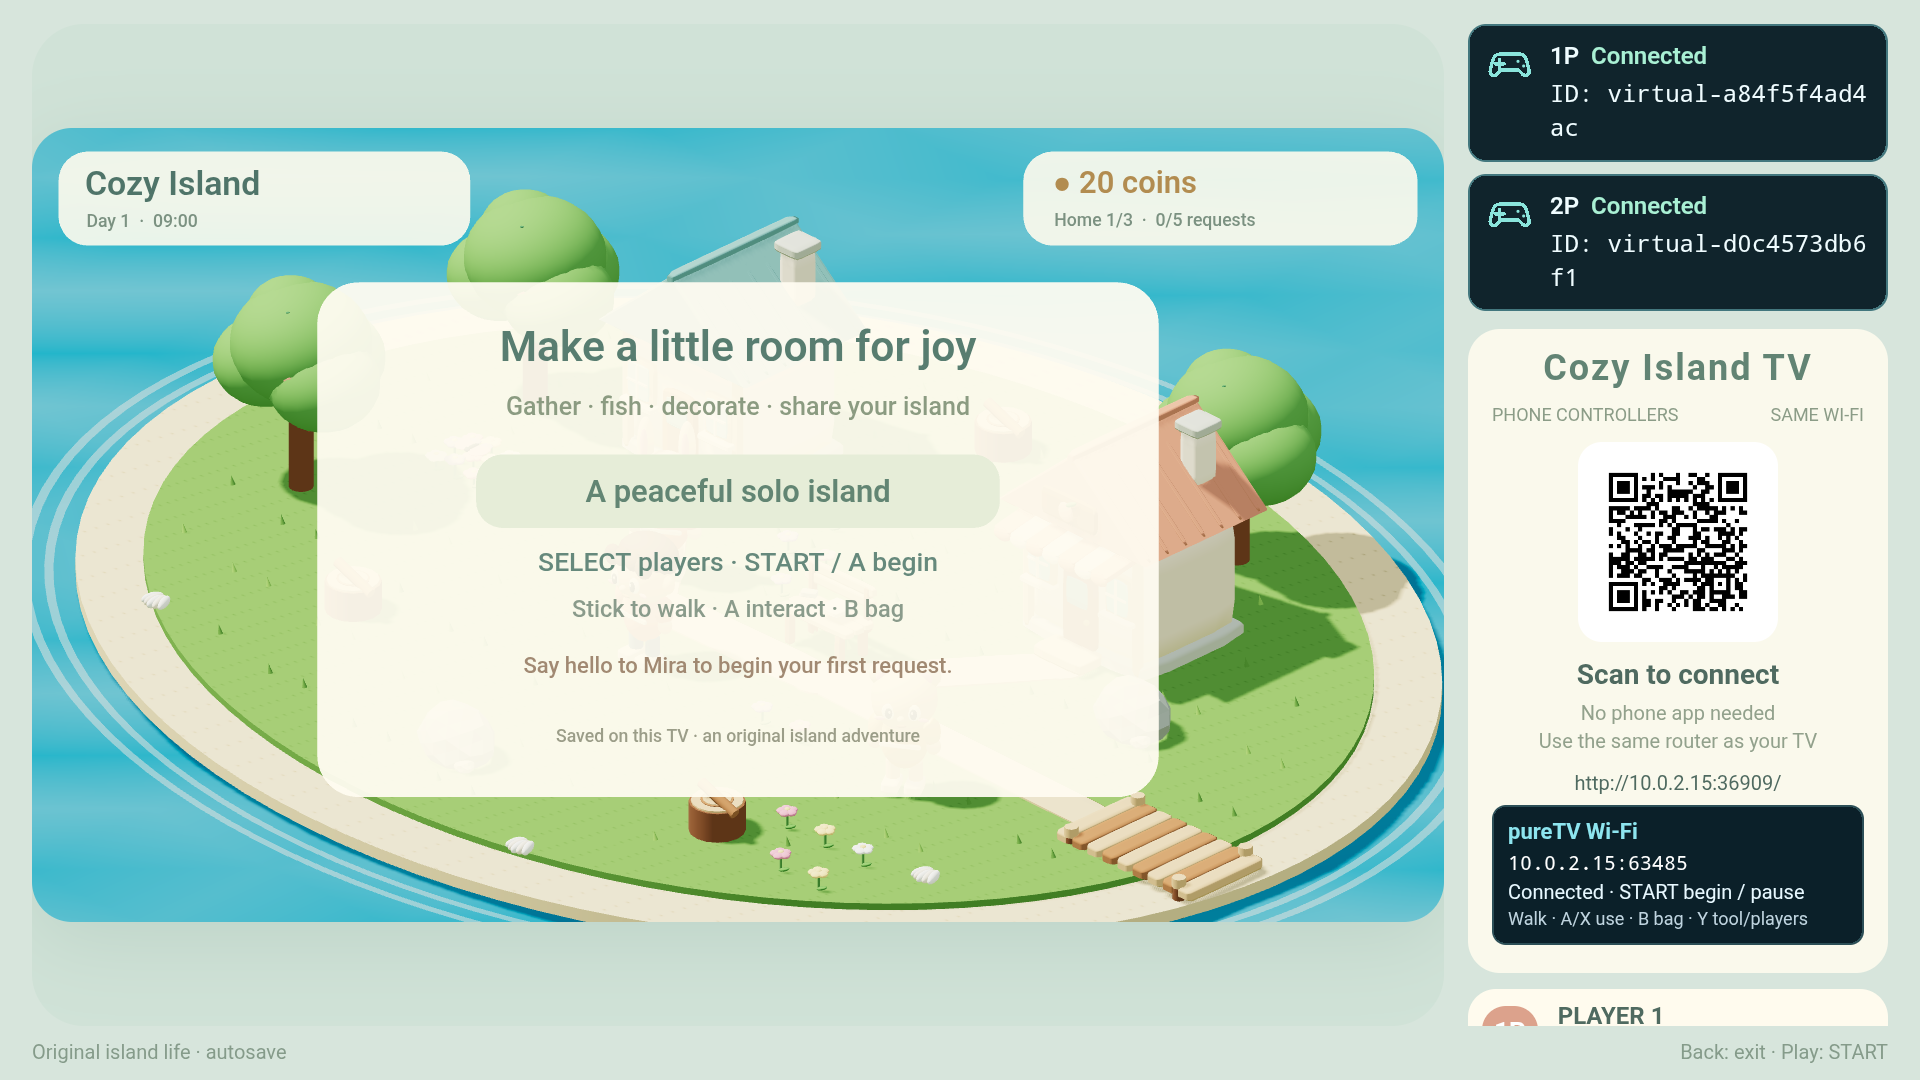 Cozy Island
Day 1 · 09:00
20 coins
Home 1/3 · 0/5 requests
Make a little room for joy
Gather · fish · decorate · share your island
A peaceful solo island
SELECT players · START / A begin
Stick to walk · A interact · B bag
Say hello to Mira to begin your first request.
Saved on this TV · an original island adventure
1P Connected
ID: virtual-a84f5f4ad4
ac
2P Connected
ID: virtual-d0c4573db6
f1
Cozy Island TV
PHONE CONTROLLERS SAME WI-FI
Scan to connect
No phone app needed
Use the same router as your TV
http://10.0.2.15:36909/
pureTV Wi-Fi
10.0.2.15:63485
Connected · START begin / pause
Walk · A/X use · B bag · Y tool/players
PLAYER 1
Original island life · autosave
Back: exit · Play: START